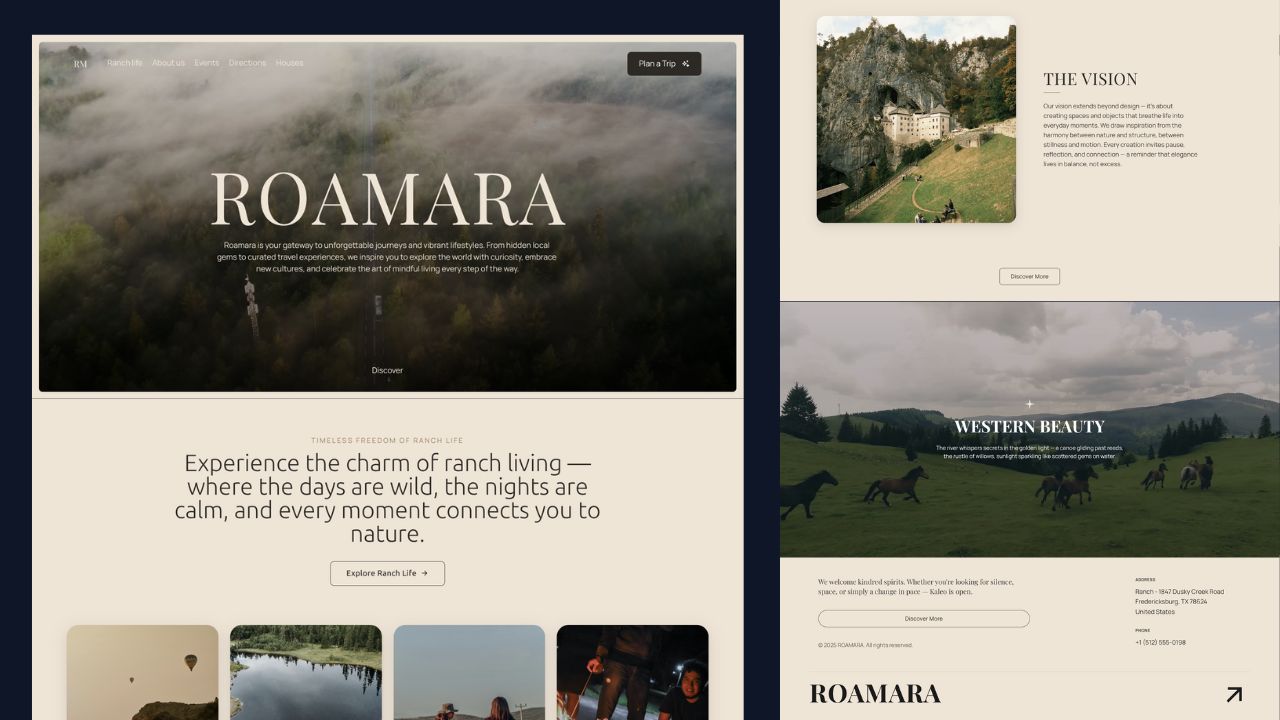 RM
Ranch life About us Events Directions Houses
Plan a Trip
ROAMARA
Roamara is your gateway to unforgettable journeys and vibrant lifestyles. From hidden local
gems to curated travel experiences, we inspire you to explore the world with curiosity, embrace
new cultures, and celebrate the art of mindful living every step of the way.
Discover
TIMELESS FREEDOM OF RANCH LIFE
Experience the charm of ranch living —
where the days are wild, the nights are
calm, and every moment connects you to
nature.
Explore Ranch Life →
THE VISION
Our vision extends beyond design — it's about
creating spaces and objects that breathe life into
everyday moments. We draw inspiration from the
harmony between nature and structure, between
stillness and motion. Every creation invites pause,
reflection, and connection — a reminder that elegance
lives in balance, not excess.
Discover More
WESTERN BEAUTY
The river whispers secrets in the golden light — a canoe gliding past reeds,
the rustle of willows, sunlight sparkling like scattered gems on water.
We welcome kindred spirits. Whether you're looking for silence,
space, or simply a change in pace — Kaleo is open.
Discover More
© 2025 ROAMARA. All rights reserved.
ADDRESS
Ranch - 1847 Dusky Creek Road
Fredericksburg, TX 78624
United States
PHONE
+1 (512) 555-0198
ROAMARA